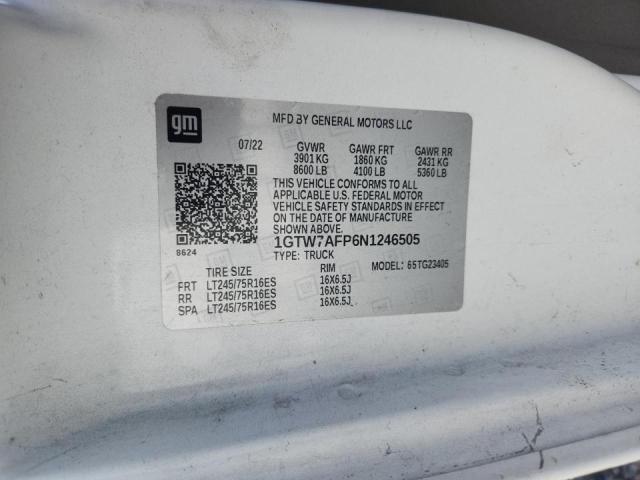 gm
MFD BY GENERAL MOTORS LLC
07/22 GVWR GAWR FRT GAWR RR
3901 KG 1860 KG 2431 KG
8600 LB 4100 LB 5360 LB
THIS VEHICLE CONFORMS TO ALL
APPLICABLE U.S. FEDERAL MOTOR
VEHICLE SAFETY STANDARDS IN EFFECT
ON THE DATE OF MANUFACTURE
SHOWN ABOVE.
8624 1GTW7AFP6N1246505
TYPE: TRUCK MODEL: 65TG23405
TIRE SIZE RIM
FRT LT245/75R16ES 16X6.5J
RR LT245/75R16ES 16X6.5J
SPA LT245/75R16ES 16X6.5J